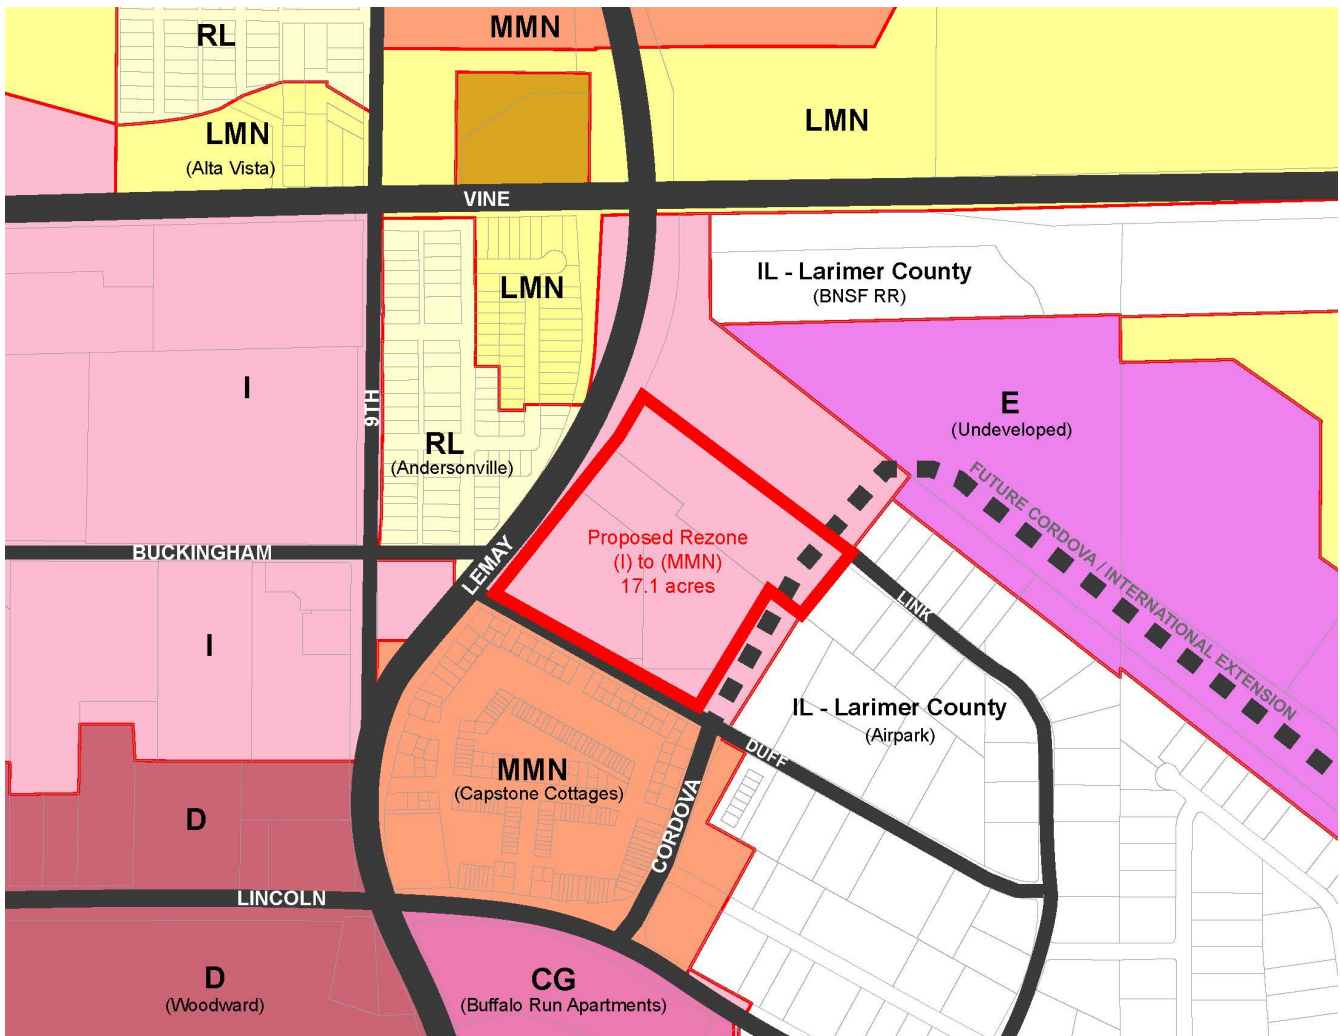 RL
MMN
LMN
(Alta Vista)
LMN
VINE
IL - Larimer County
(BNSF RR)
LMN
I
9TH
E
(Undeveloped)
RL
(Andersonville)
FUTURE CORDOVA / INTERNATIONAL EXTENSION
BUCKINGHAM
LEMAY
Proposed Rezone
(I) to (MMN)
17.1 acres
LINK
I
IL - Larimer County
(Airpark)
DUFF
MMN
(Capstone Cottages)
CORDOVA
D
LINCOLN
D
(Woodward)
CG
(Buffalo Run Apartments)